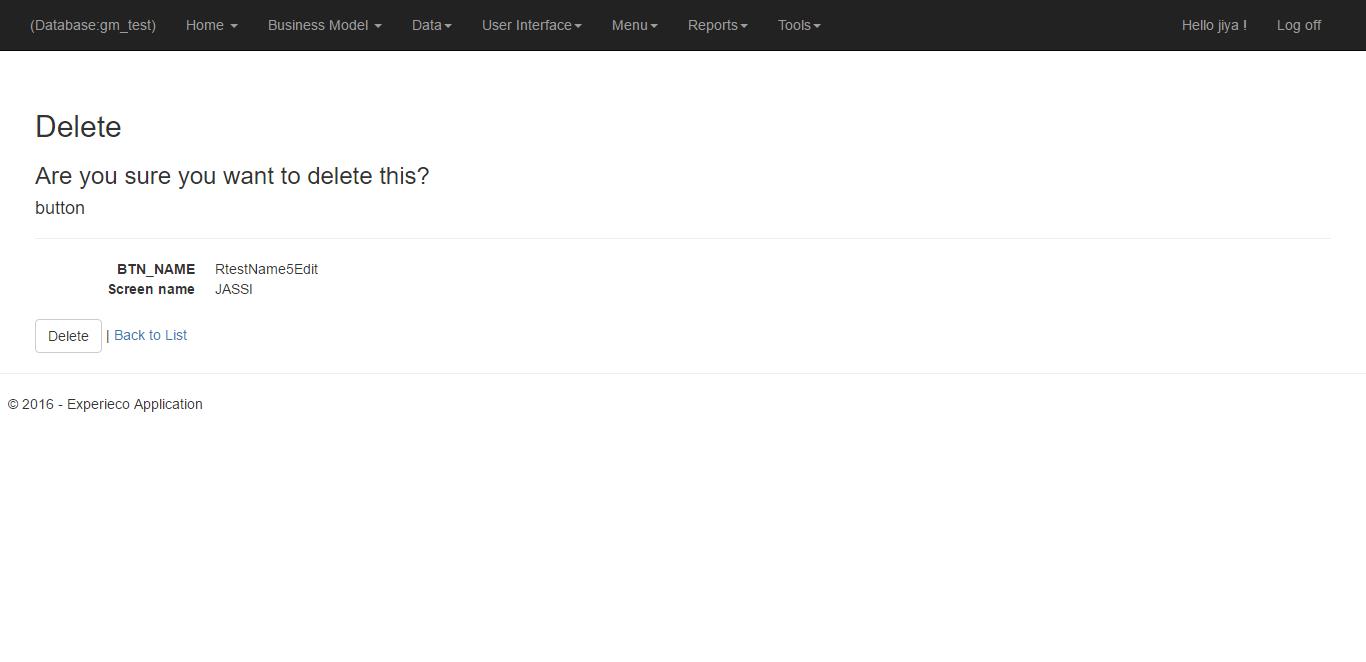 (Database:gm_test) Home Business Model Data User Interface Menu Reports Tools Hello jiya ! Log off
Delete
Are you sure you want to delete this?
button
BTN_NAME RtestName5Edit
Screen name JASSI
Delete | Back to List
© 2016 - Experieco Application